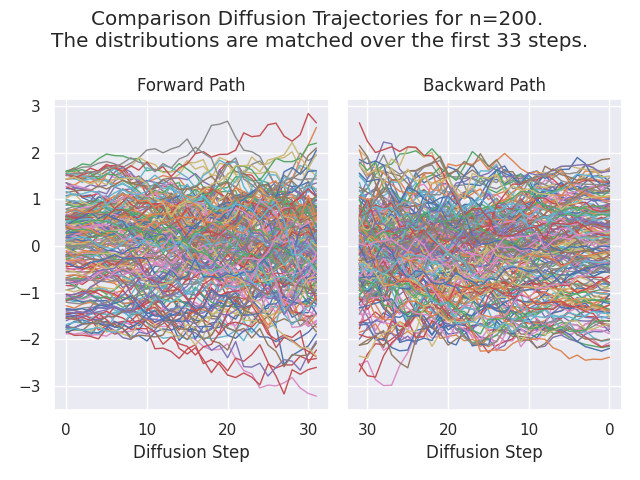 Comparison Diffusion Trajectories for n=200.
The distributions are matched over the first 33 steps.
Forward Path
Backward Path
3
2
1
0
−1
−2
−3
0 10 20 30
30 20 10 0
Diffusion Step
Diffusion Step